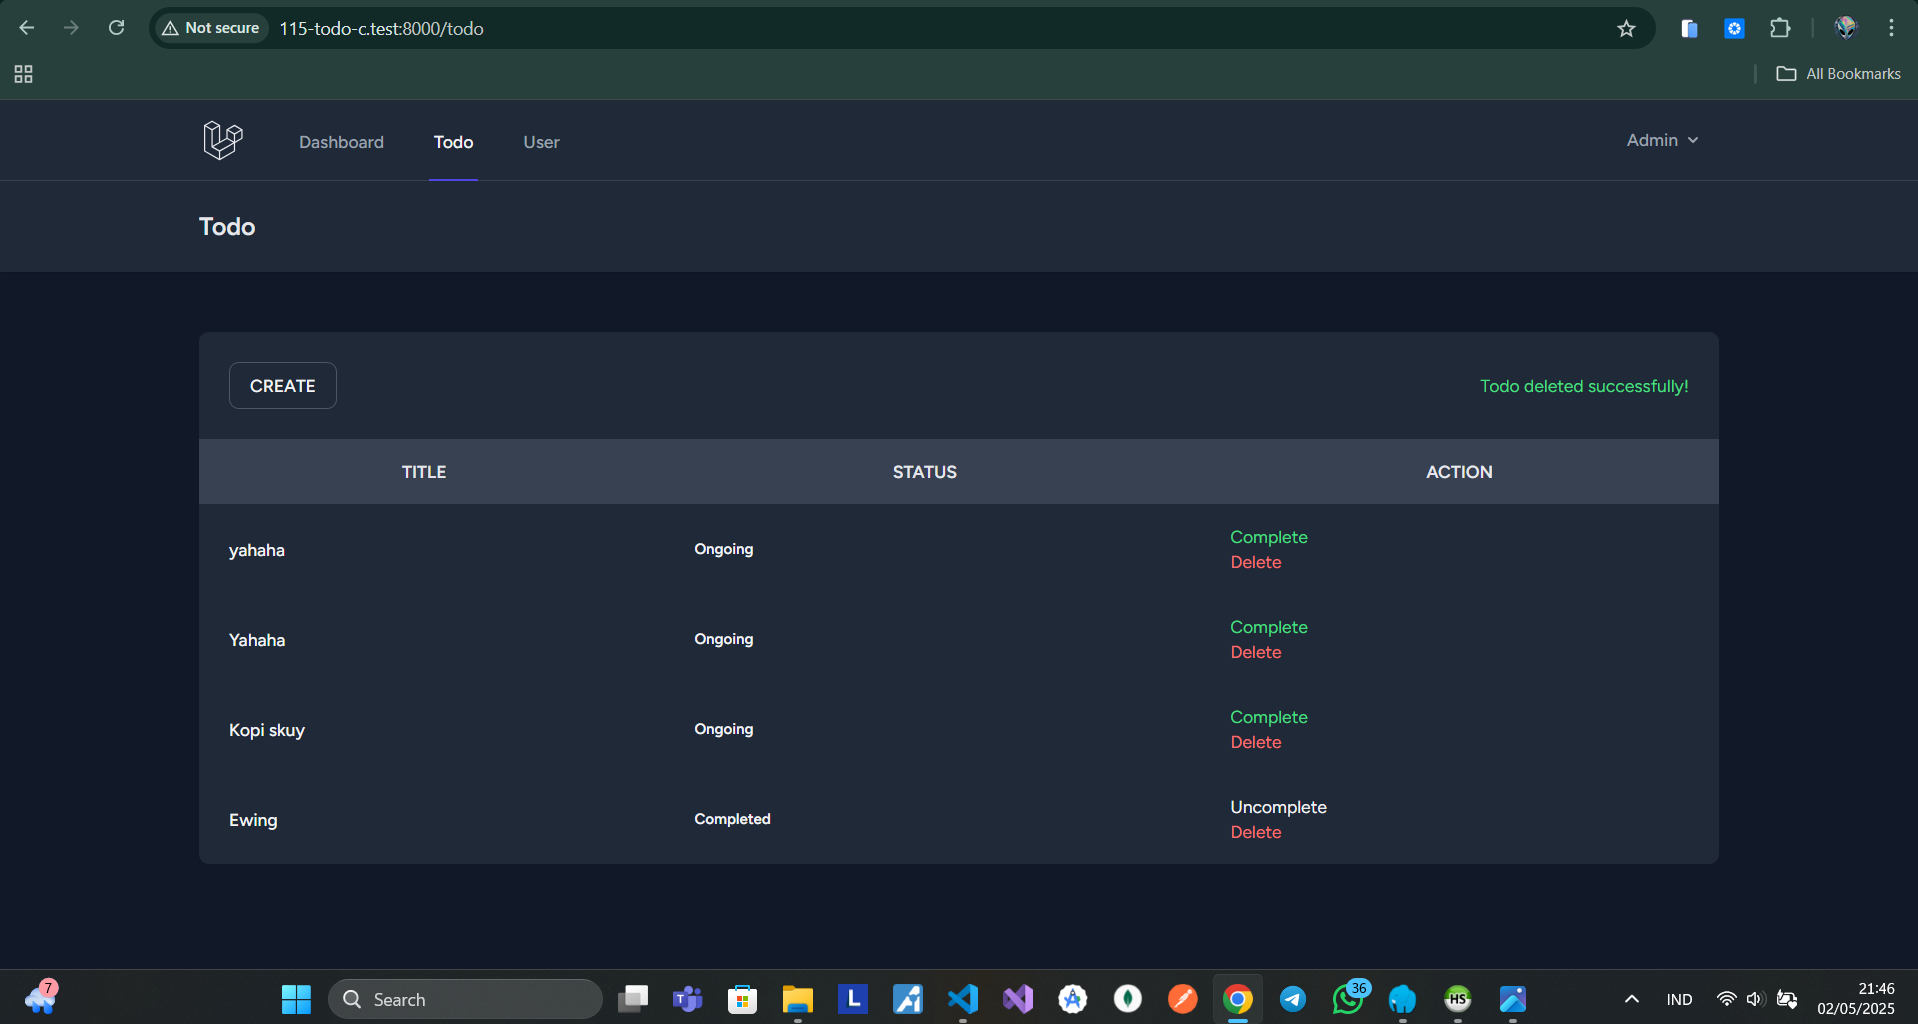 Not secure 115-todo-c.test:8000/todo
All Bookmarks
Dashboard Todo User Admin
Todo
CREATE Todo deleted successfully!
TITLE STATUS ACTION
yahaha Ongoing Complete
Delete
Yahaha Ongoing Complete
Delete
Kopi skuy Ongoing Complete
Delete
Ewing Completed Uncomplete
Delete
7 Search T L HS 36 IND 21:46
02/05/2025